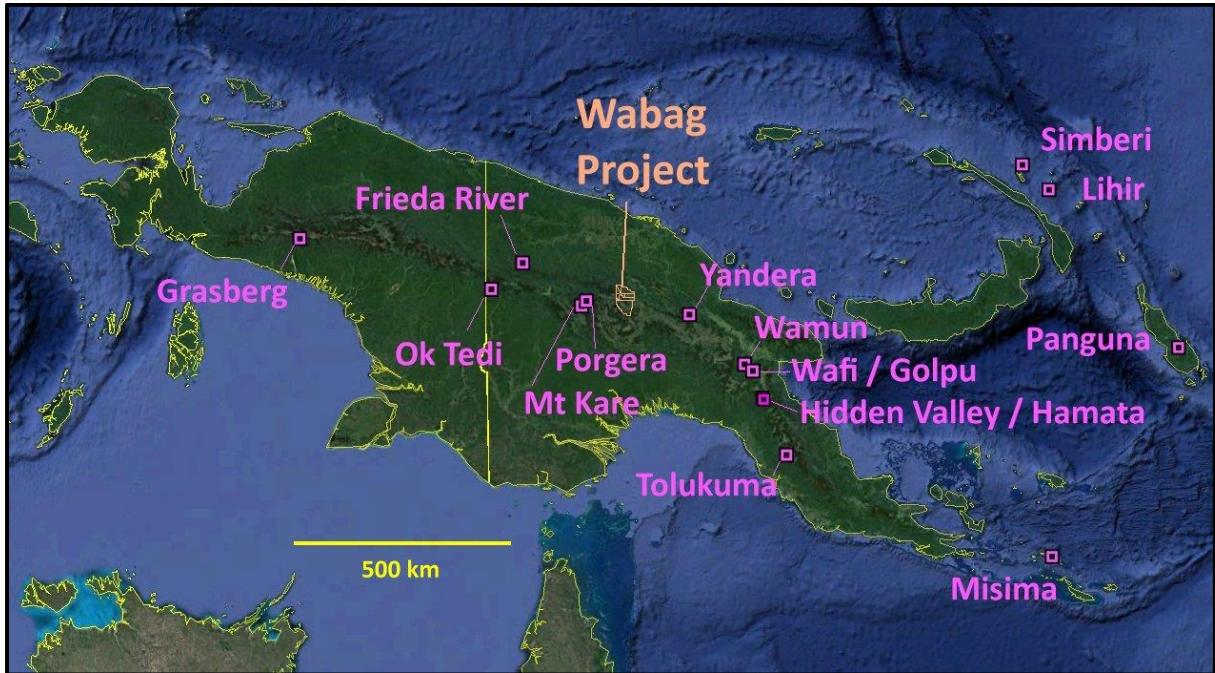 Wabag
Project
Simberi
Lihir
Frieda River
Grasberg
Yandera
Wamun
Panguna
Ok Tedi
Porgera
Wafi / Golpu
Mt Kare
Hidden Valley / Hamata
Tolukuma
500 km
Misima